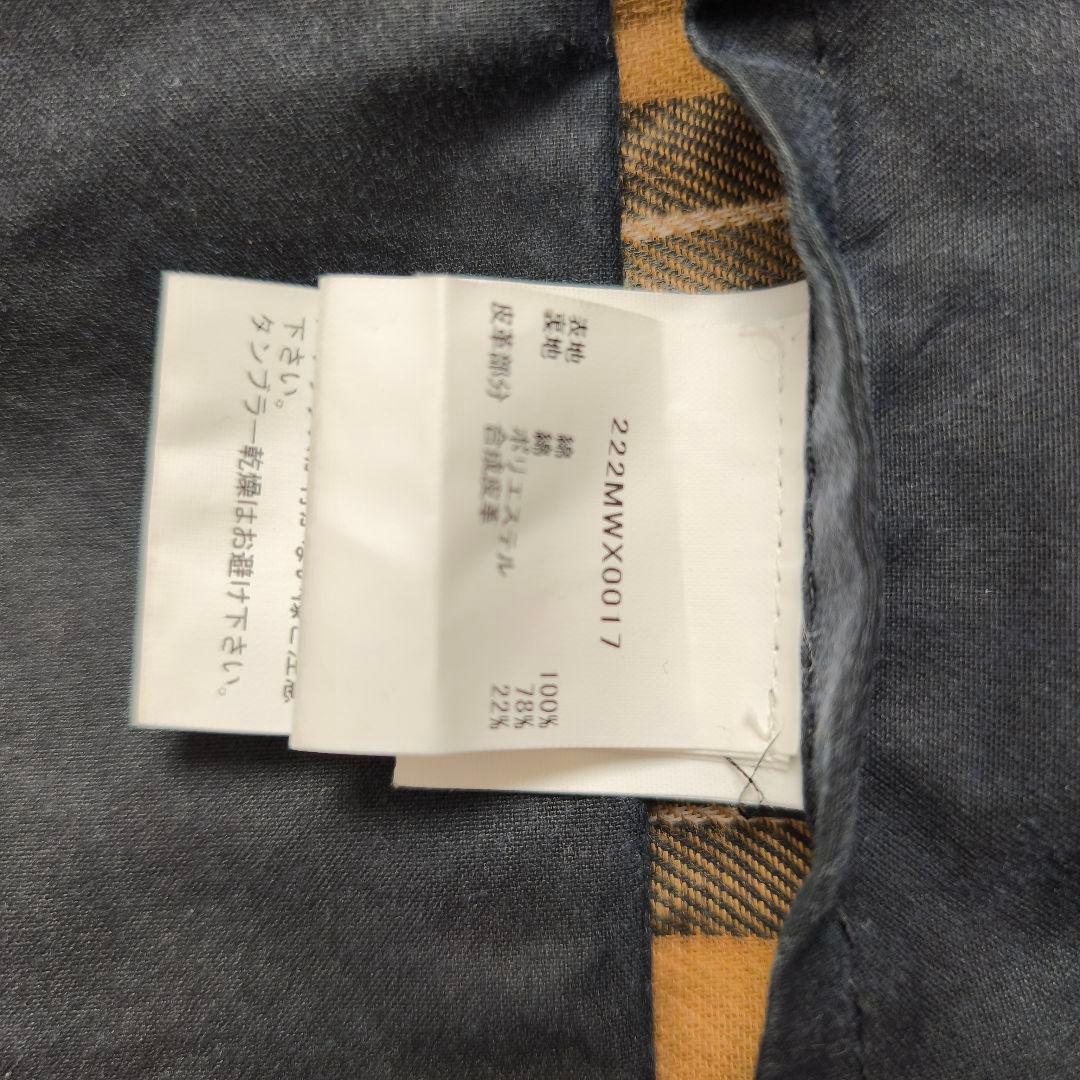 222MWX0017
表地 綿 100%
裏地 綿 78%
ポリエステル 22%
皮革部分 合成皮革
下さい。
タンブラー乾燥はお避け下さい。